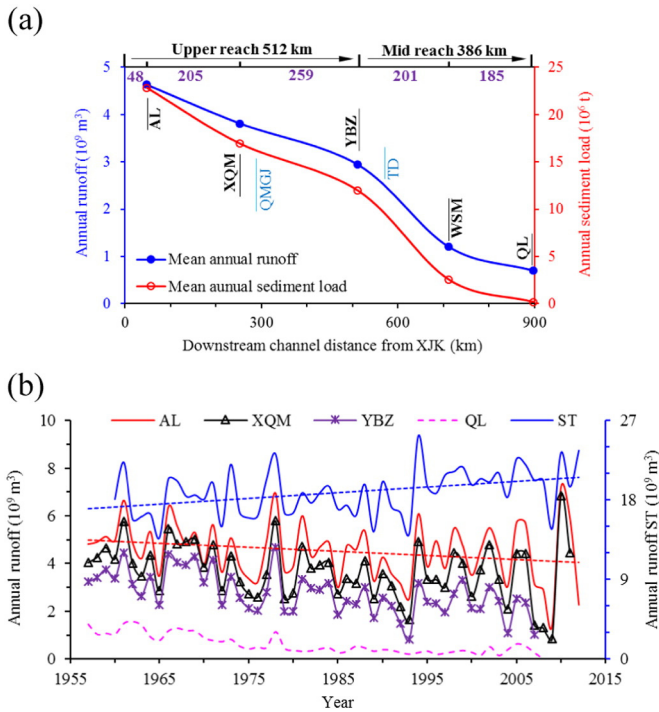 (a)
Upper reach 512 km Mid reach 386 km
48 205 259 201 185
5 25
4 20
3 15
2 10
1 5
0 0
Annual runoff (10⁹ m³)
Annual sediment load (10⁶ t)
AL
XQM
QMGJ
YBZ
TD
WSM
QL
Mean annual runoff
Mean aunual sediment load
0 300 600 900
Downstream channel distance from XJK (km)
(b)
AL XQM YBZ QL ST
10 27
8
6 18
4
9
2
0 0
Annual runoff (10⁹ m³)
Annual runoff ST (10⁹ m³)
1955 1965 1975 1985 1995 2005 2015
Year